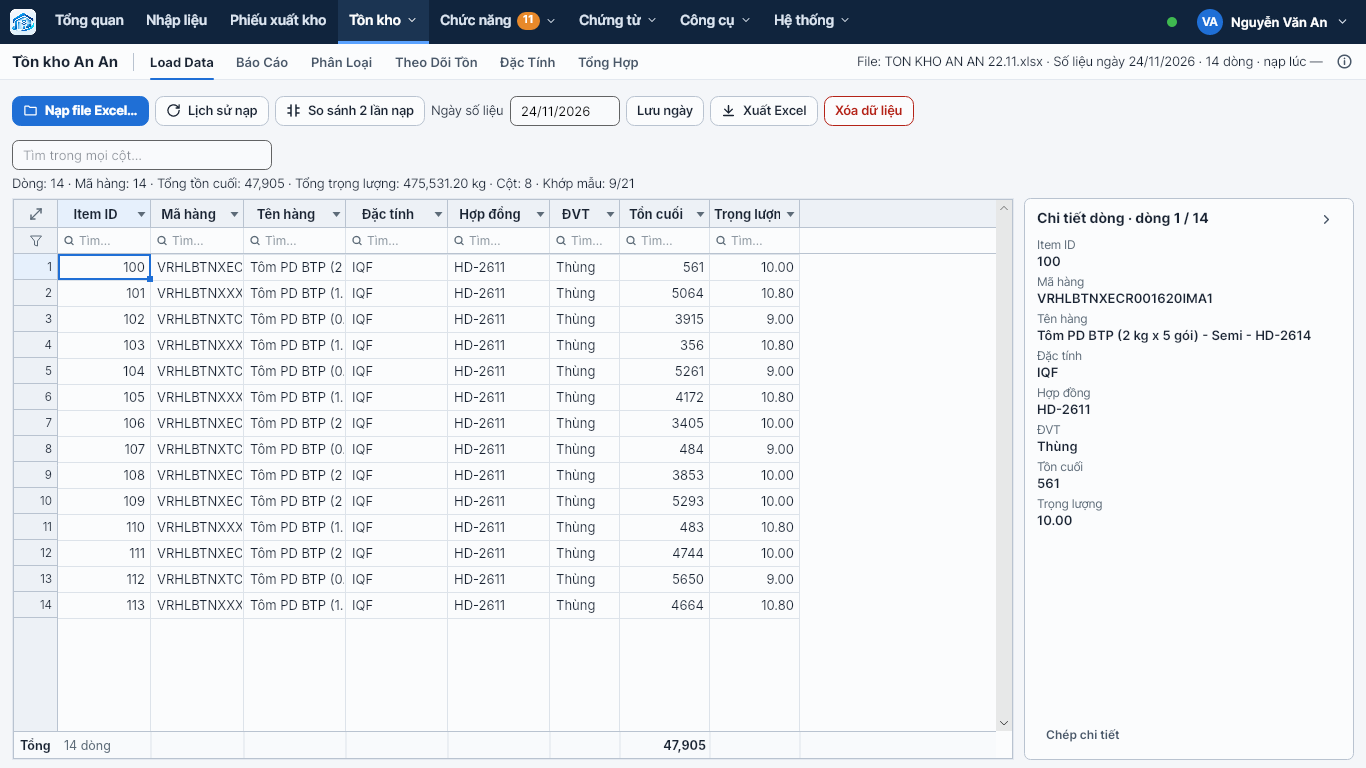 Tổng quan Nhập liệu Phiếu xuất kho Tồn kho Chức năng 11 Chứng từ Công cụ Hệ thống VA Nguyễn Văn An
Tồn kho An An Load Data Báo Cáo Phân Loại Theo Dõi Tồn Đặc Tính Tổng Hợp File: TON KHO AN AN 22.11.xlsx · Số liệu ngày 24/11/2026 · 14 dòng · nạp lúc —
Nạp file Excel... Lịch sử nạp So sánh 2 lần nạp Ngày số liệu 24/11/2026 Lưu ngày Xuất Excel Xóa dữ liệu
Tìm trong mọi cột...
Dòng: 14 · Mã hàng: 14 · Tổng tồn cuối: 47,905 · Tổng trọng lượng: 475,531.20 kg · Cột: 8 · Khớp mẫu: 9/21
Item ID Mã hàng Tên hàng Đặc tính Hợp đồng ĐVT Tồn cuối Trọng lượn
Tìm... Tìm... Tìm... Tìm... Tìm... Tìm... Tìm... Tìm...
1 100 VRHLBTNXEC Tôm PD BTP (2 IQF HD-2611 Thùng 561 10.00
2 101 VRHLBTNXXX Tôm PD BTP (1. IQF HD-2611 Thùng 5064 10.80
3 102 VRHLBTNXTC Tôm PD BTP (0. IQF HD-2611 Thùng 3915 9.00
4 103 VRHLBTNXXX Tôm PD BTP (1. IQF HD-2611 Thùng 356 10.80
5 104 VRHLBTNXTC Tôm PD BTP (0. IQF HD-2611 Thùng 5261 9.00
6 105 VRHLBTNXXX Tôm PD BTP (1. IQF HD-2611 Thùng 4172 10.80
7 106 VRHLBTNXEC Tôm PD BTP (2 IQF HD-2611 Thùng 3405 10.00
8 107 VRHLBTNXTC Tôm PD BTP (0. IQF HD-2611 Thùng 484 9.00
9 108 VRHLBTNXEC Tôm PD BTP (2 IQF HD-2611 Thùng 3853 10.00
10 109 VRHLBTNXEC Tôm PD BTP (2 IQF HD-2611 Thùng 5293 10.00
11 110 VRHLBTNXXX Tôm PD BTP (1. IQF HD-2611 Thùng 483 10.80
12 111 VRHLBTNXEC Tôm PD BTP (2 IQF HD-2611 Thùng 4744 10.00
13 112 VRHLBTNXTC Tôm PD BTP (0. IQF HD-2611 Thùng 5650 9.00
14 113 VRHLBTNXXX Tôm PD BTP (1. IQF HD-2611 Thùng 4664 10.80
Tổng 14 dòng 47,905
Chi tiết dòng · dòng 1 / 14
Item ID
100
Mã hàng
VRHLBTNXECR001620IMA1
Tên hàng
Tôm PD BTP (2 kg x 5 gói) - Semi - HD-2614
Đặc tính
IQF
Hợp đồng
HD-2611
ĐVT
Thùng
Tồn cuối
561
Trọng lượng
10.00
Chép chi tiết